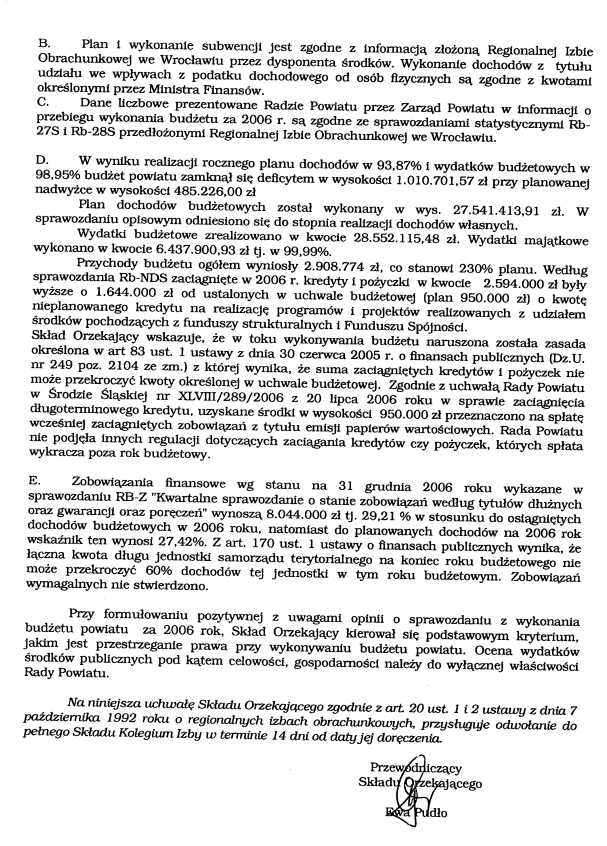 B. Plan i wykonanie subwencji jest zgodne z informacją złożoną Regionalnej Izbie
Obrachunkowej we Wrocławiu przez dysponenta środków. Wykonanie dochodów z tytułu
udziału we wpływach z podatku dochodowego od osób fizycznych są zgodne z kwotami
określonymi przez Ministra Finansów.
C. Dane liczbowe prezentowane Radzie Powiatu przez Zarząd Powiatu w informacji o
przebiegu wykonania budżetu za 2006 r. są zgodne ze sprawozdaniami statystycznymi Rb-
27S i Rb-28S przedłożonymi Regionalnej Izbie Obrachunkowej we Wrocławiu.
D. W wyniku realizacji rocznego planu dochodów w 93,87% i wydatków budżetowych w
98,95% budżet powiatu zamknął się deficytem w wysokości 1.010.701,57 zł przy planowanej
nadwyżce w wysokości 485.226,00 zł
Plan dochodów budżetowych został wykonany w wys. 27.541.413,91 zł. W
sprawozdaniu opisowym odniesiono się do stopnia realizacji dochodów własnych.
Wydatki budżetowe zrealizowano w kwocie 28.552.115,48 zł. Wydatki majątkowe
wykonano w kwocie 6.437.900,93 zł tj. w 99,99%.
Przychody budżetu ogółem wyniosły 2.908.774 zł, co stanowi 230% planu. Według
sprawozdania Rb-NDS zaciągnięte w 2006 r. kredyty i pożyczki w kwocie 2.594.000 zł były
wyższe o 1.644.000 zł od ustalonych w uchwale budżetowej (plan 950.000 zł) o kwotę
nieplanowanego kredytu na realizację programów i projektów realizowanych z udziałem
środków pochodzących z funduszy strukturalnych i Funduszu Spójności.
Skład Orzekający wskazuje, że w toku wykonywania budżetu naruszona została zasada
określona w art 83 ust. 1 ustawy z dnia 30 czerwca 2005 r. o finansach publicznych (Dz.U.
nr 249 poz. 2104 ze zm.) z której wynika, że suma zaciągniętych kredytów i pożyczek nie
może przekroczyć kwoty określonej w uchwale budżetowej. Zgodnie z uchwałą Rady Powiatu
w Środzie Śląskiej nr XLVIII/289/2006 z 20 lipca 2006 roku w sprawie zaciągnięcia
długoterminowego kredytu, uzyskane środki w wysokości 950.000 zł przeznaczono na spłatę
wcześniej zaciągniętych zobowiązań z tytułu emisji papierów wartościowych. Rada Powiatu
nie podjęła innych regulacji dotyczących zaciągania kredytów czy pożyczek, których spłata
wykracza poza rok budżetowy.
E. Zobowiązania finansowe wg stanu na 31 grudnia 2006 roku wykazane w
sprawozdaniu RB-Z "Kwartalne sprawozdanie o stanie zobowiązań według tytułów dłużnych
oraz gwarancji oraz poręczeń" wynoszą 8.044.000 zł tj. 29,21 % w stosunku do osiągniętych
dochodów budżetowych w 2006 roku, natomiast do planowanych dochodów na 2006 rok
wskaźnik ten wynosi 27,42%. Z art. 170 ust. 1 ustawy o finansach publicznych wynika, że
łączna kwota długu jednostki samorządu terytorialnego na koniec roku budżetowego nie
może przekroczyć 60% dochodów tej jednostki w tym roku budżetowym. Zobowiązań
wymagalnych nie stwierdzono.
Przy formułowaniu pozytywnej z uwagami opinii o sprawozdaniu z wykonania
budżetu powiatu za 2006 rok, Skład Orzekający kierował się podstawowym kryterium,
jakim jest przestrzeganie prawa przy wykonywaniu budżetu powiatu. Ocena wydatków
środków publicznych pod kątem celowości, gospodarności należy do wyłącznej właściwości
Rady Powiatu.
Na niniejsza uchwałę Składu Orzekającego zgodnie z art. 20 ust. 1 i 2 ustawy z dnia 7
października 1992 roku o regionalnych izbach obrachunkowych, przysługuje odwołanie do
pełnego Składu Kolegium Izby w terminie 14 dni od daty jej doręczenia.
Przewodniczący
Składu Orzekającego
Ewa Pudło